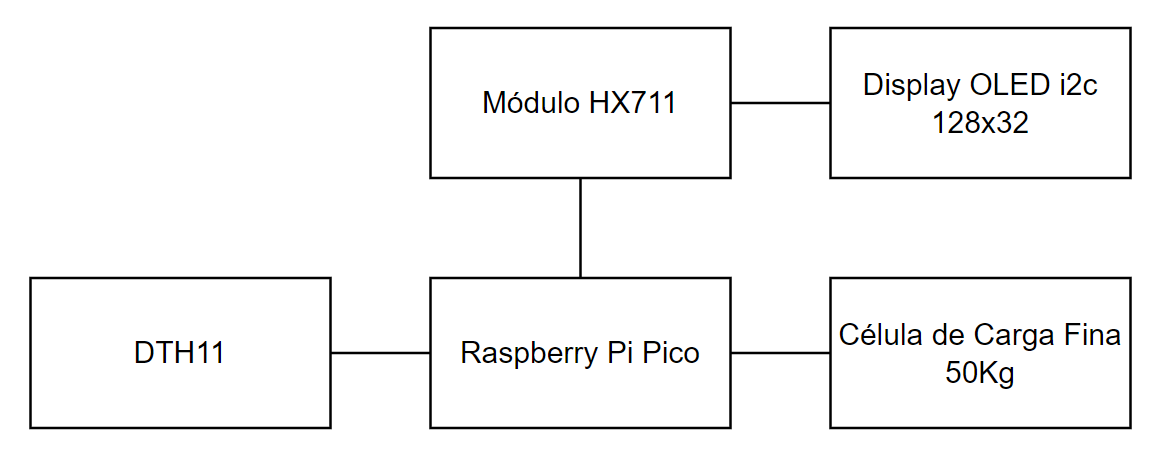 Módulo HX711
Display OLED i2c
128x32
DTH11
Raspberry Pi Pico
Célula de Carga Fina
50Kg